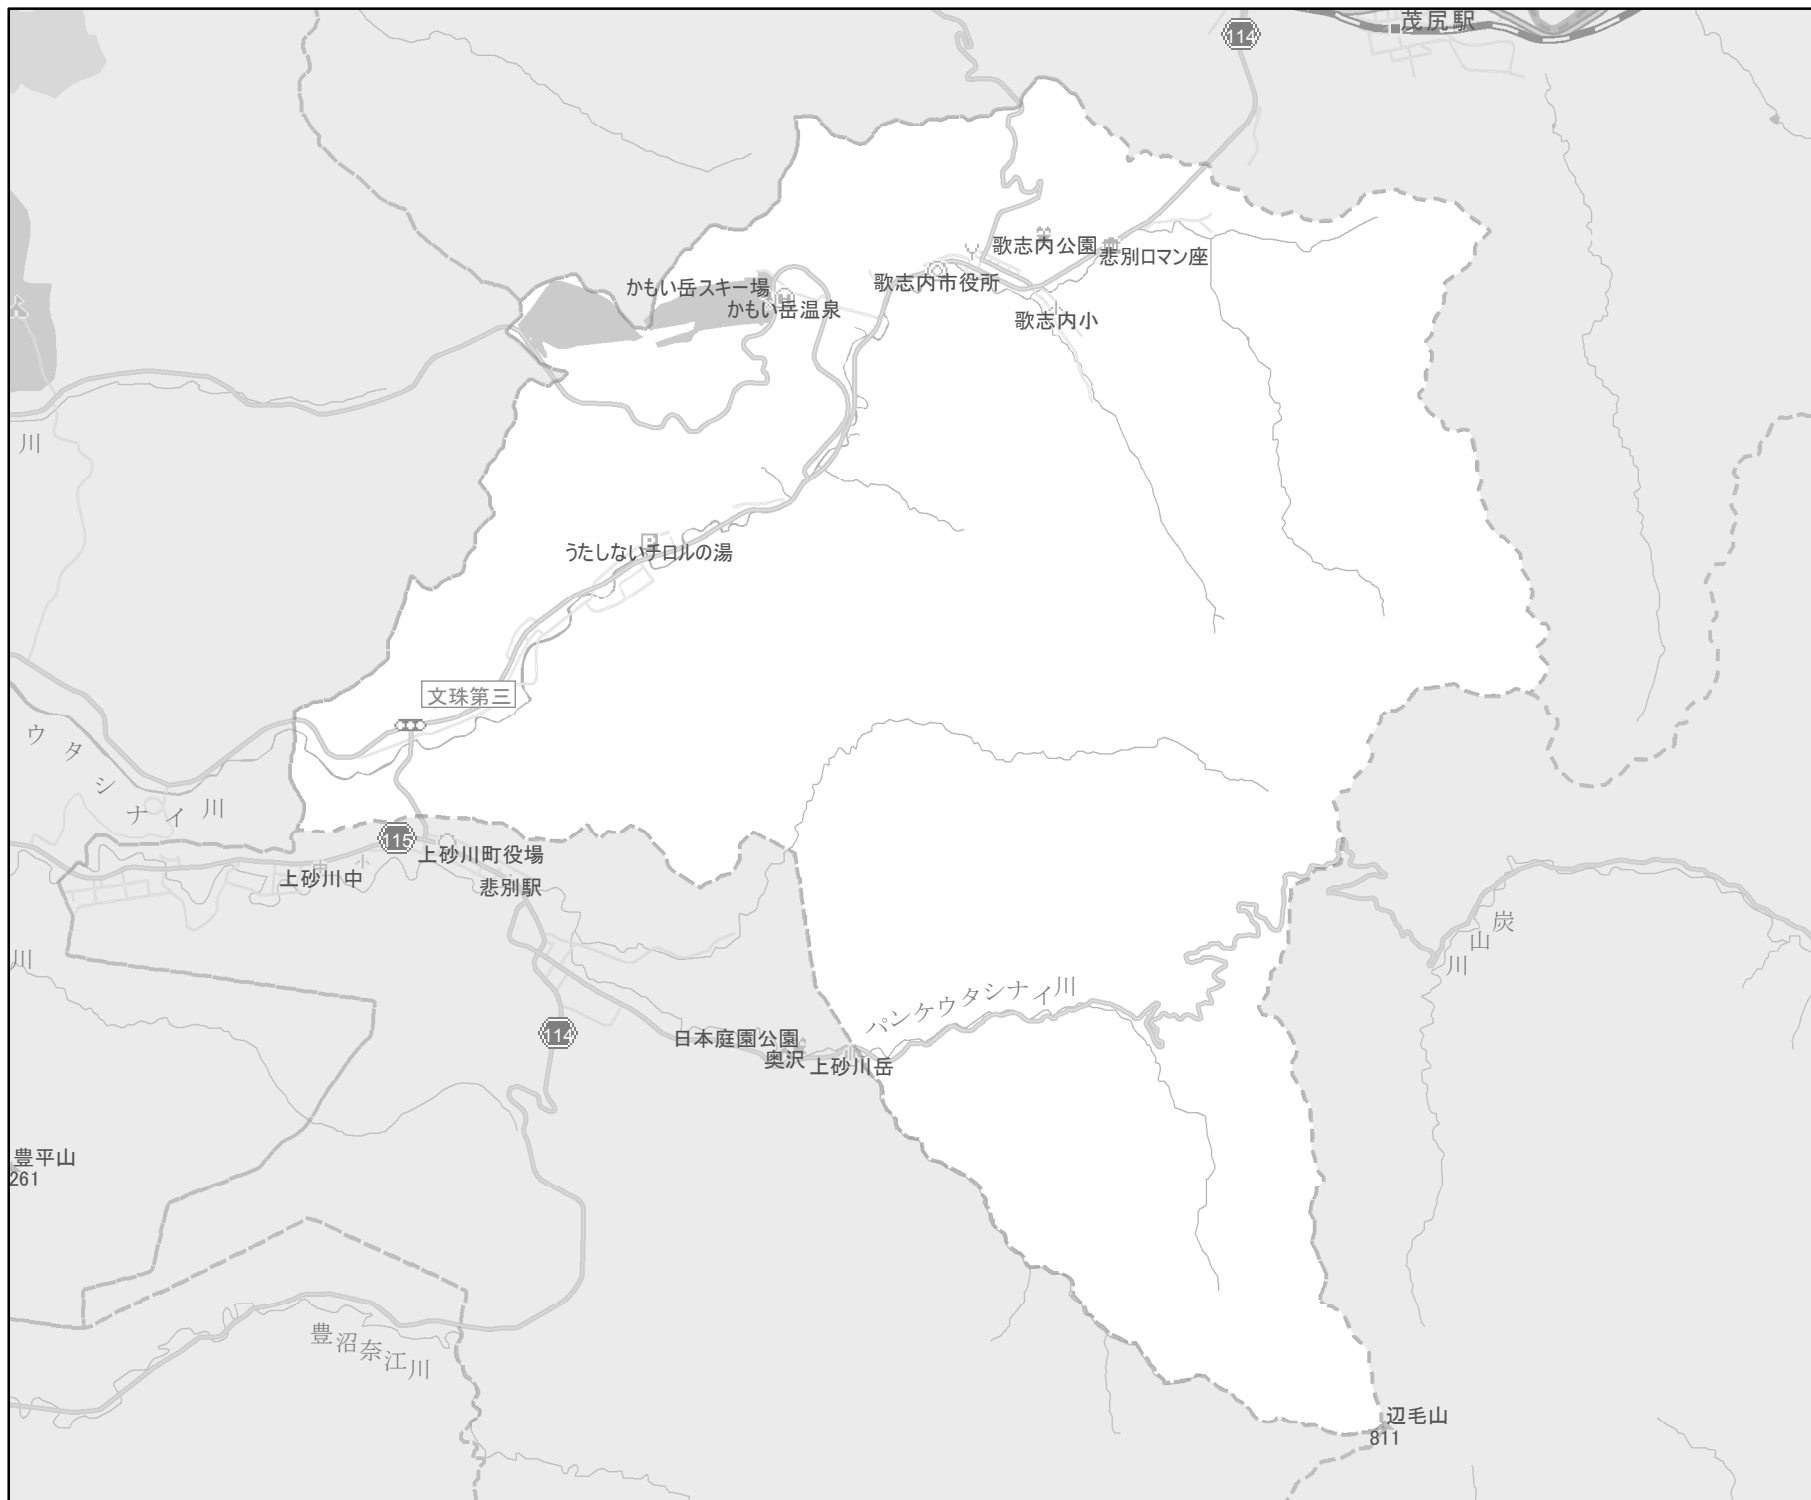 茂尻駅
114
歌志内公園
悲別ロマン座
歌志内市役所
かもい岳スキー場
かもい岳温泉
歌志内小
川
うたしないチロルの湯
文珠第三
ウタシナイ川
115
上砂川町役場
上砂川中
悲別駅
中
小
川
炭山川
パンケウタシナイ川
114
日本庭園公園
奥沢
上砂川岳
豊平山
261
豊沼奈江川
辺毛山
811